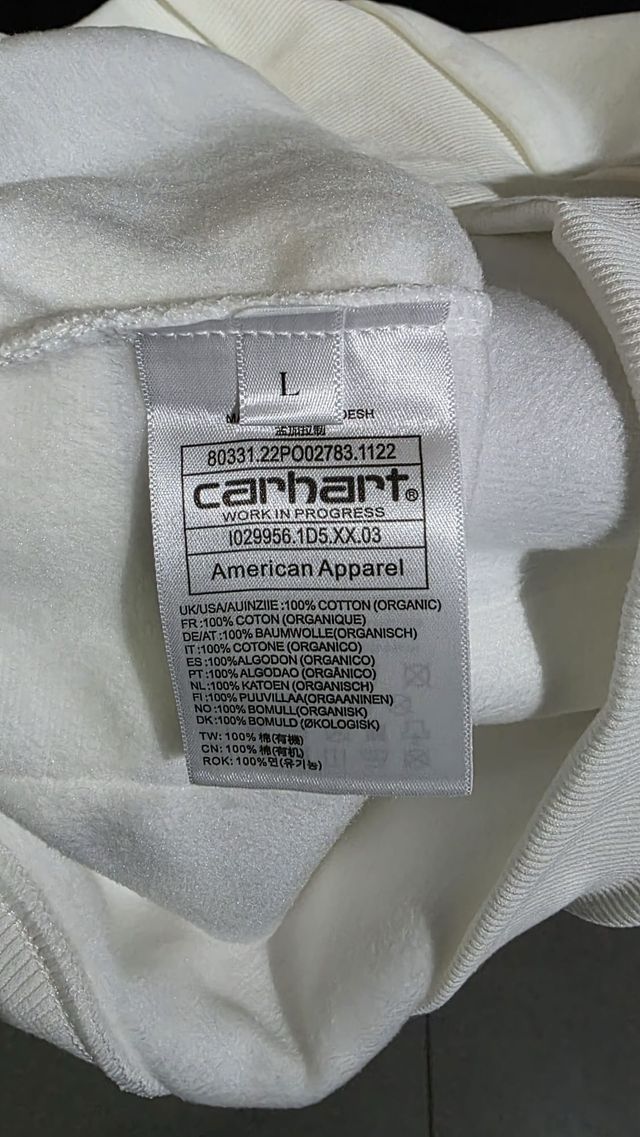 L
DESH
80331.22PO02783.1122
carhart®
WORK IN PROGRESS
I029956.1D5.XX.03
American Apparel
UK/USA/AUINZIIE :100% COTTON (ORGANIC)
FR :100% COTON (ORGANIQUE)
DE/AT :100% BAUMWOLLE(ORGANISCH)
IT :100% COTONE (ORGANICO)
ES :100%ALGODON (ORGANICO)
PT :100% ALGODAO (ORGÂNICO)
NL :100% KATOEN (ORGANISCH)
FI :100% PUUVILLAA(ORGAANINEN)
NO :100% BOMULL(ORGANISK)
DK :100% BOMULD (ØKOLOGISK)
TW: 100% 棉(有機)
CN: 100% 棉(有机)
ROK: 100%면(유기농)